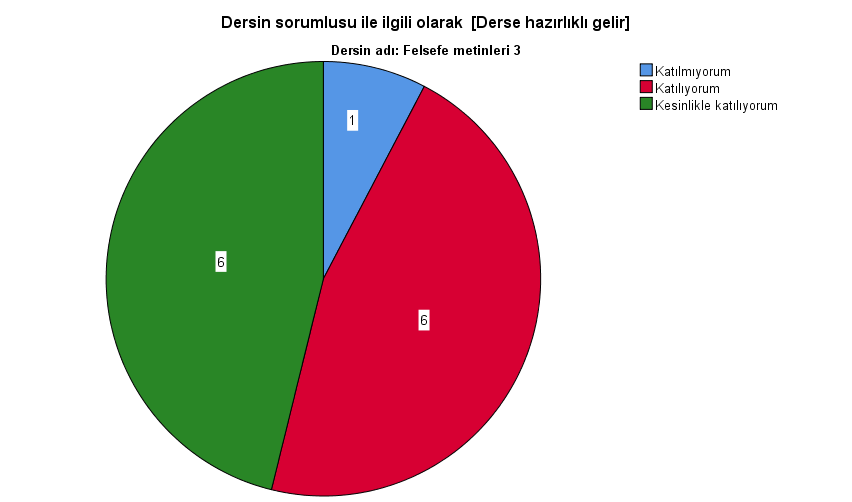 Dersin sorumlusu ile ilgili olarak [Derse hazırlıklı gelir]
Dersin adı: Felsefe metinleri 3
Katılmıyorum
Katılıyorum
Kesinlikle katılıyorum
1
6
6